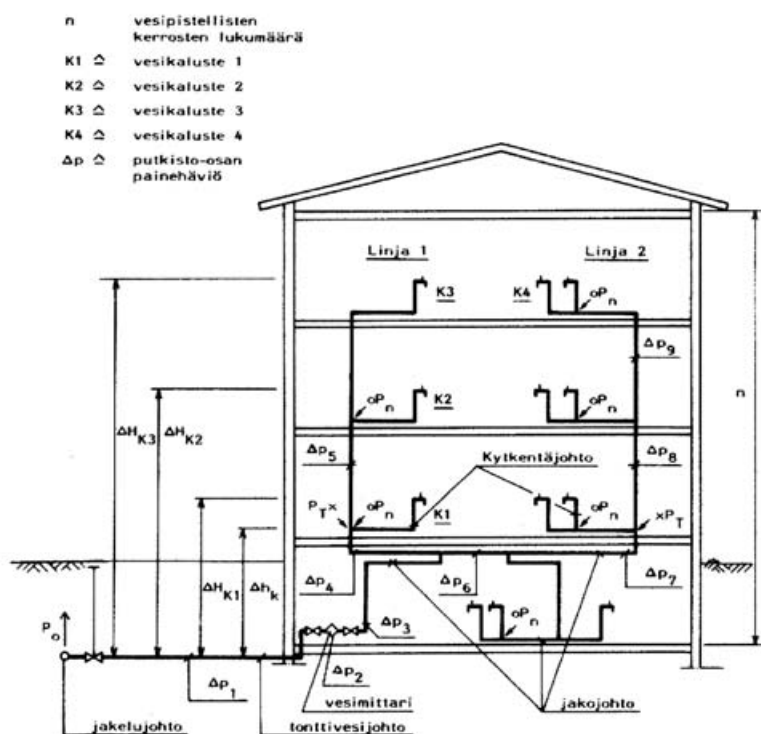 n vesipistellisten
kerrosten lukumäärä
K1 ≙ vesikaluste 1
K2 ≙ vesikaluste 2
K3 ≙ vesikaluste 3
K4 ≙ vesikaluste 4
Δp ≙ putkisto-osan
painehäviö
Linja 1 Linja 2
K3 K4 oPn
Δp9
oPn K2 oPn
n
ΔHK3 ΔHK2
Δp5 Kytkentäjohto Δp8
PT x oPn K1 oPn xPT
ΔHK1 Δhk Δp4 Δp6 Δp7
Po Δp3 oPn
Δp1 Δp2
vesimittari jakojohto
jakelujohto tonttivesijohto